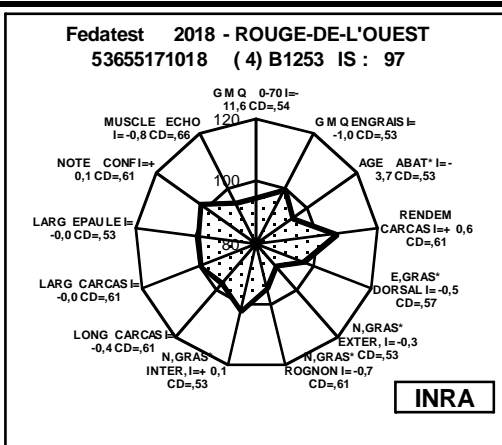 Fedatest 2018 - ROUGE-DE-L'OUEST
53655171018 ( 4) B1253 IS : 97
G M Q 0-70 I=-
11,6 CD=,54
G M Q ENGRAIS I=
-1,0 CD=,53
AGE ABAT* I=-
3,7 CD=,53
RENDEM
CARCAS I=+ 0,6
CD=,61
E,GRAS*
DORSAL I= -0,5
CD=,57
N,GRAS*
EXTER, I= -0,3
CD=,53
N,GRAS*
ROGNON I= -0,7
CD=,61
N,GRAS*
INTER, I=+ 0,1
CD=,53
LONG CARCAS I=
-0,4 CD=,61
LARG CARCAS I=
-0,0 CD=,61
LARG EPAULE I=
-0,0 CD=,53
NOTE CONF I=+
0,1 CD=,61
MUSCLE ECHO
I= -0,8 CD=,66
120
100
80
INRA